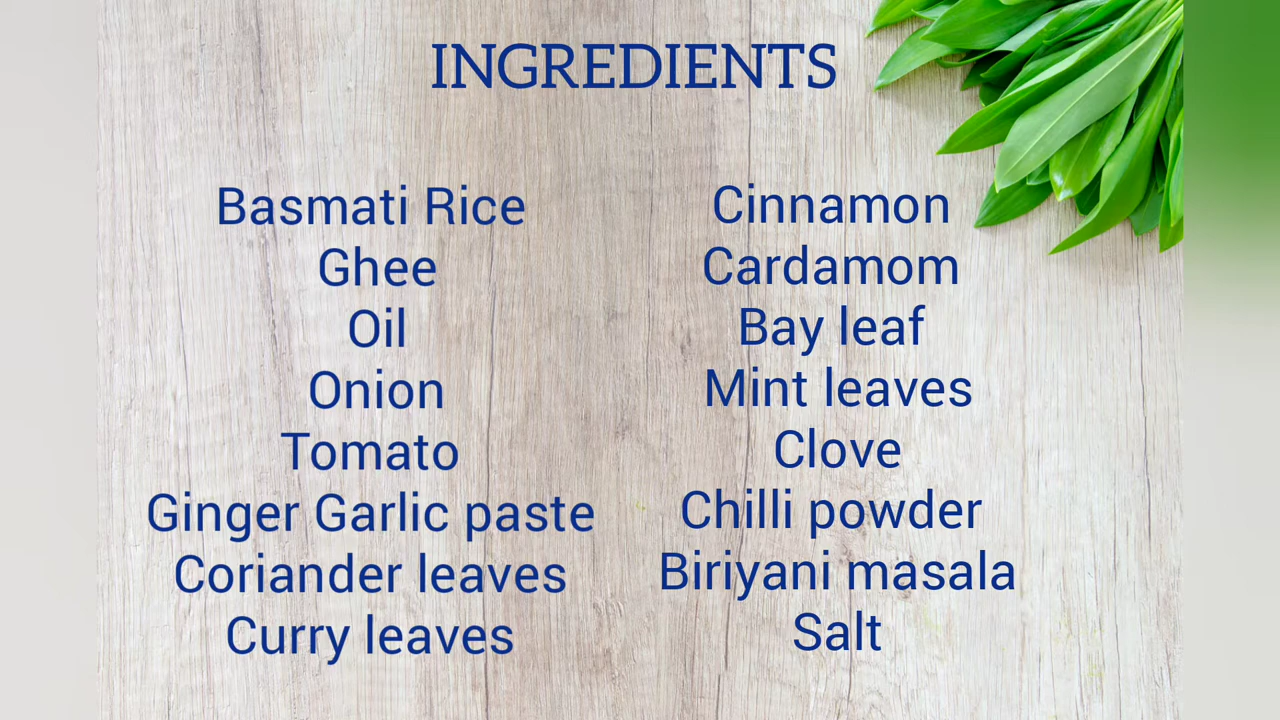 INGREDIENTS
Basmati Rice
Ghee
Oil
Onion
Tomato
Ginger Garlic paste
Coriander leaves
Curry leaves
Cinnamon
Cardamom
Bay leaf
Mint leaves
Clove
Chilli powder
Biriyani masala
Salt